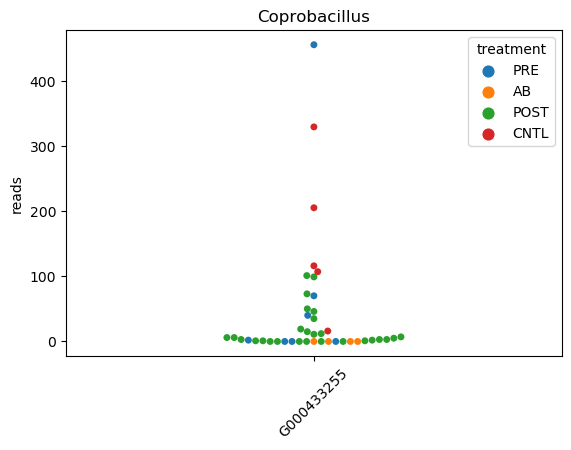 Coprobacillus
treatment
PRE
AB
POST
CNTL
reads
400
300
200
100
0
G000433255